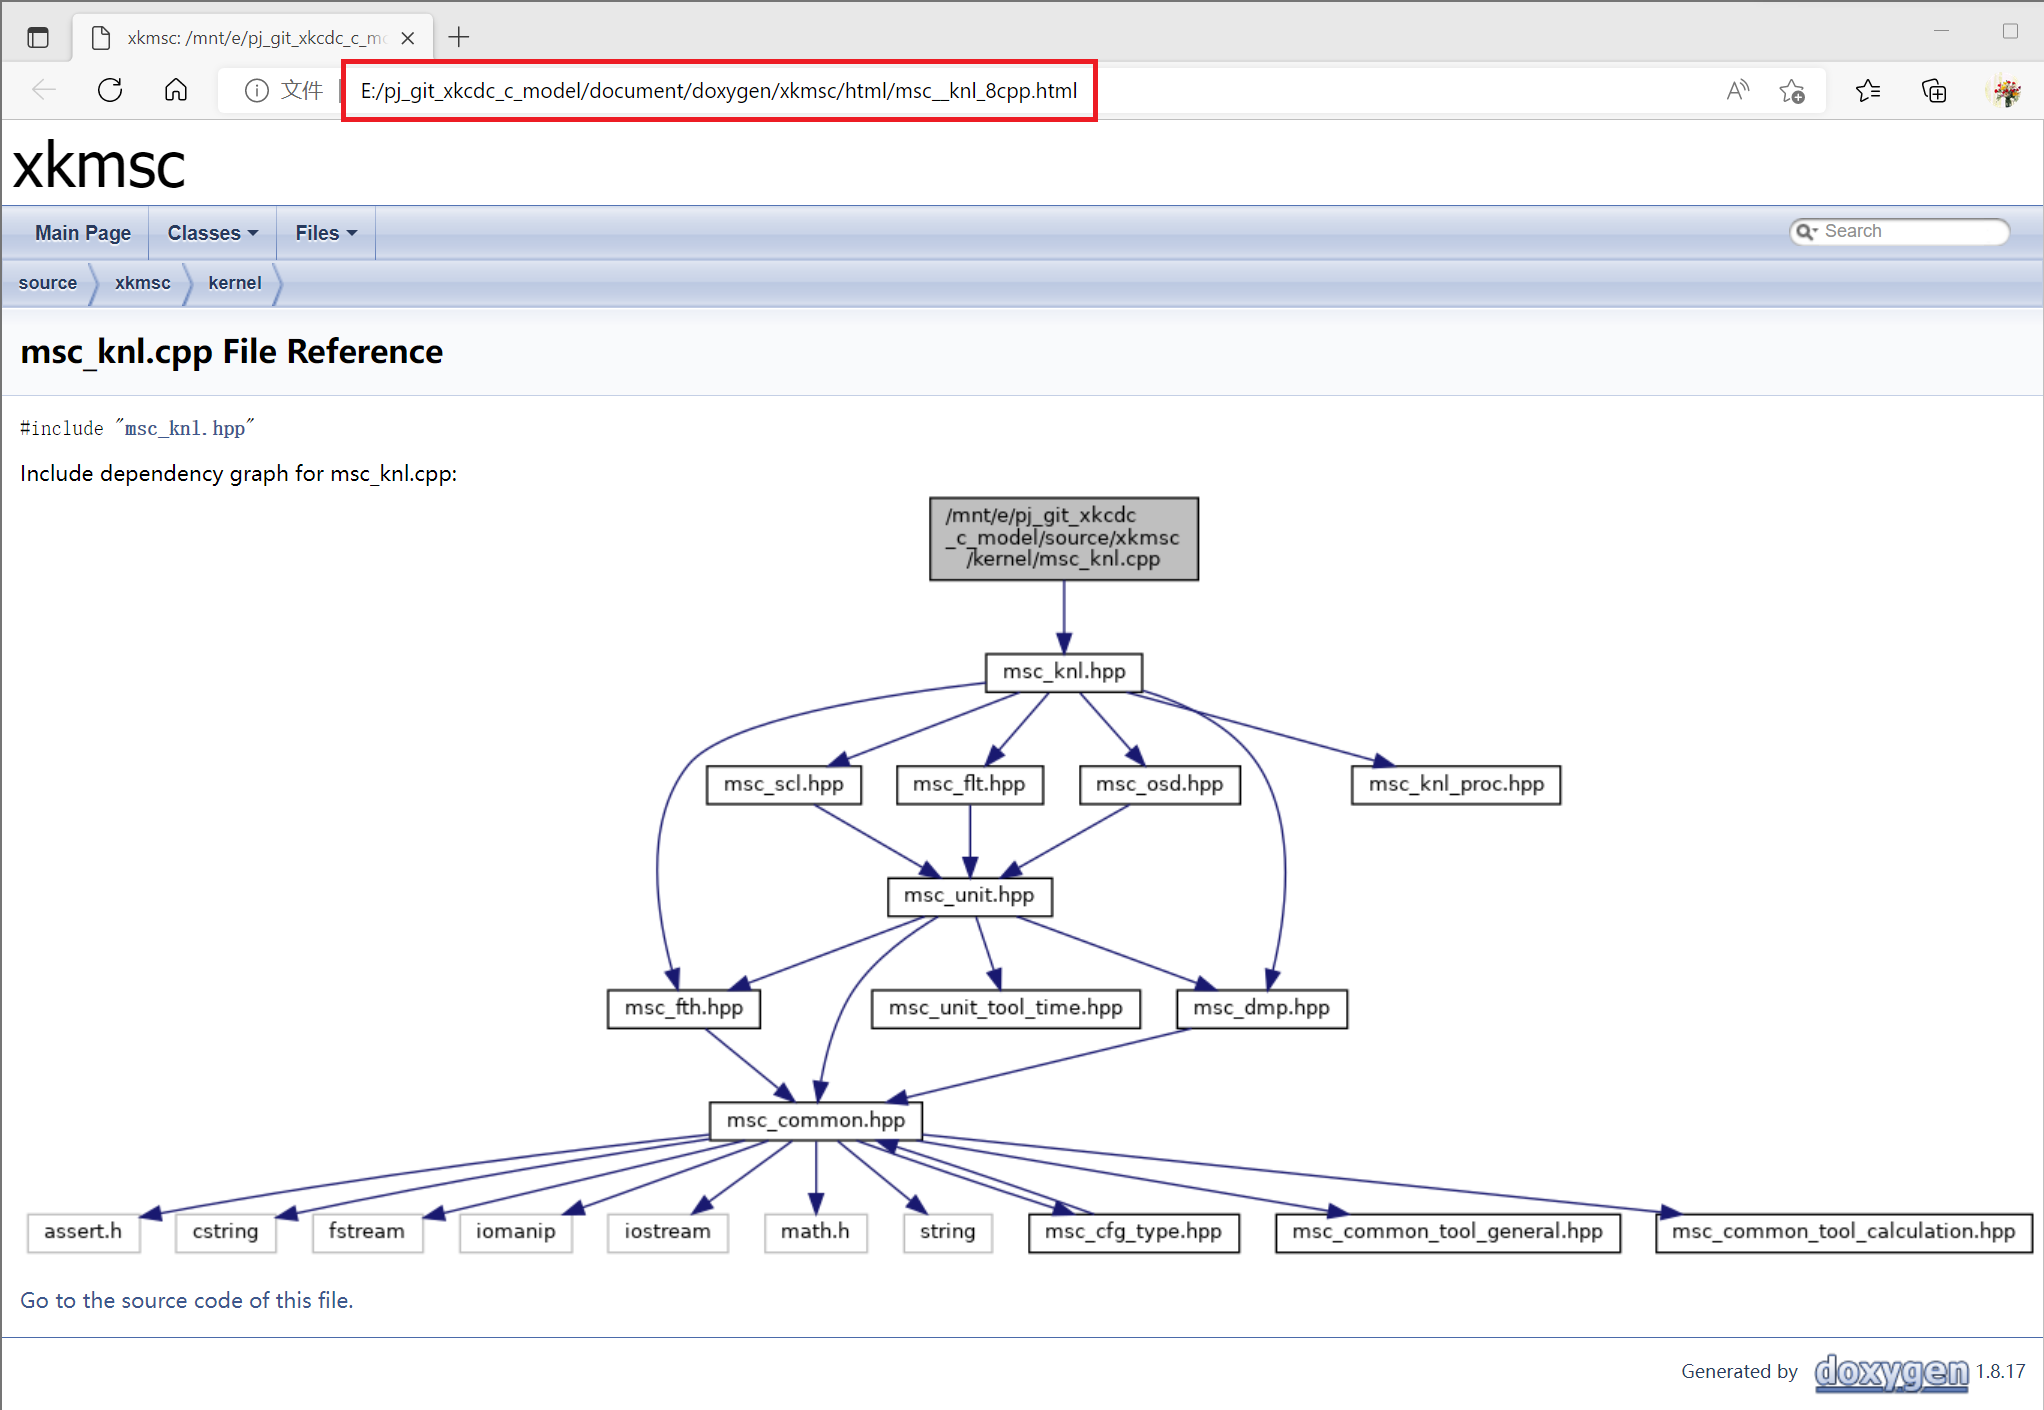 xkmsc: /mnt/e/pj_git_xkcdc_c_mo
文件
E:/pj_git_xkcdc_c_model/document/doxygen/xkmsc/html/msc__knl_8cpp.html
xkmsc
Main Page Classes Files Search
source xkmsc kernel
msc_knl.cpp File Reference
#include "msc_knl.hpp"
Include dependency graph for msc_knl.cpp:
/mnt/e/pj_git_xkcdc
_c_model/source/xkmsc
/kernel/msc_knl.cpp
msc_knl.hpp
msc_scl.hpp msc_flt.hpp msc_osd.hpp msc_knl_proc.hpp
msc_unit.hpp
msc_fth.hpp msc_unit_tool_time.hpp msc_dmp.hpp
msc_common.hpp
assert.h cstring fstream iomanip iostream math.h string msc_cfg_type.hpp msc_common_tool_general.hpp msc_common_tool_calculation.hpp
Go to the source code of this file.
Generated by doxygen 1.8.17